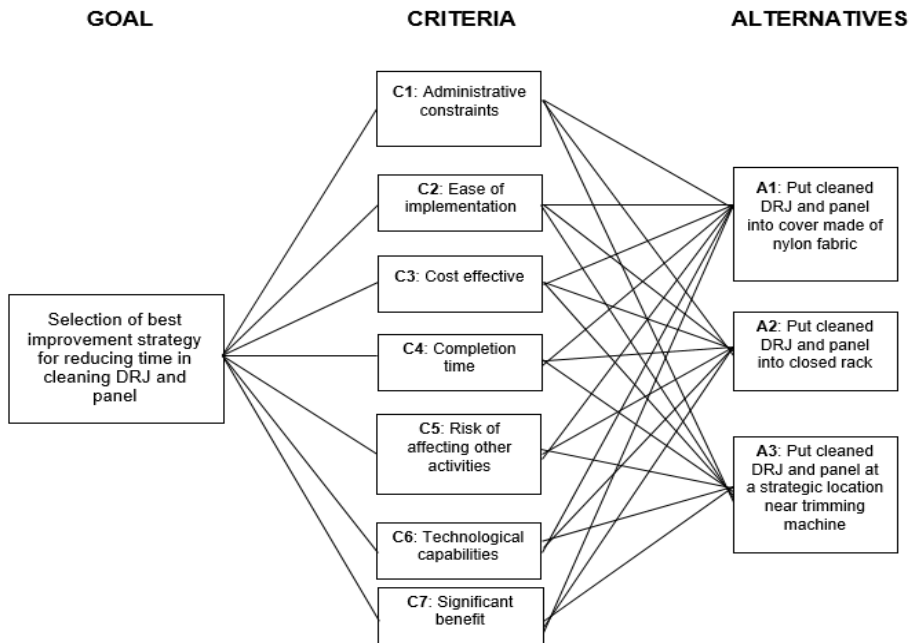 GOAL
CRITERIA
ALTERNATIVES
Selection of best
improvement strategy
for reducing time in
cleaning DRJ and
panel
C1: Administrative
constraints
C2: Ease of
implementation
C3: Cost effective
C4: Completion
time
C5: Risk of
affecting other
activities
C6: Technological
capabilities
C7: Significant
benefit
A1: Put cleaned
DRJ and panel
into cover made of
nylon fabric
A2: Put cleaned
DRJ and panel
into closed rack
A3: Put cleaned
DRJ and panel at
a strategic location
near trimming
machine